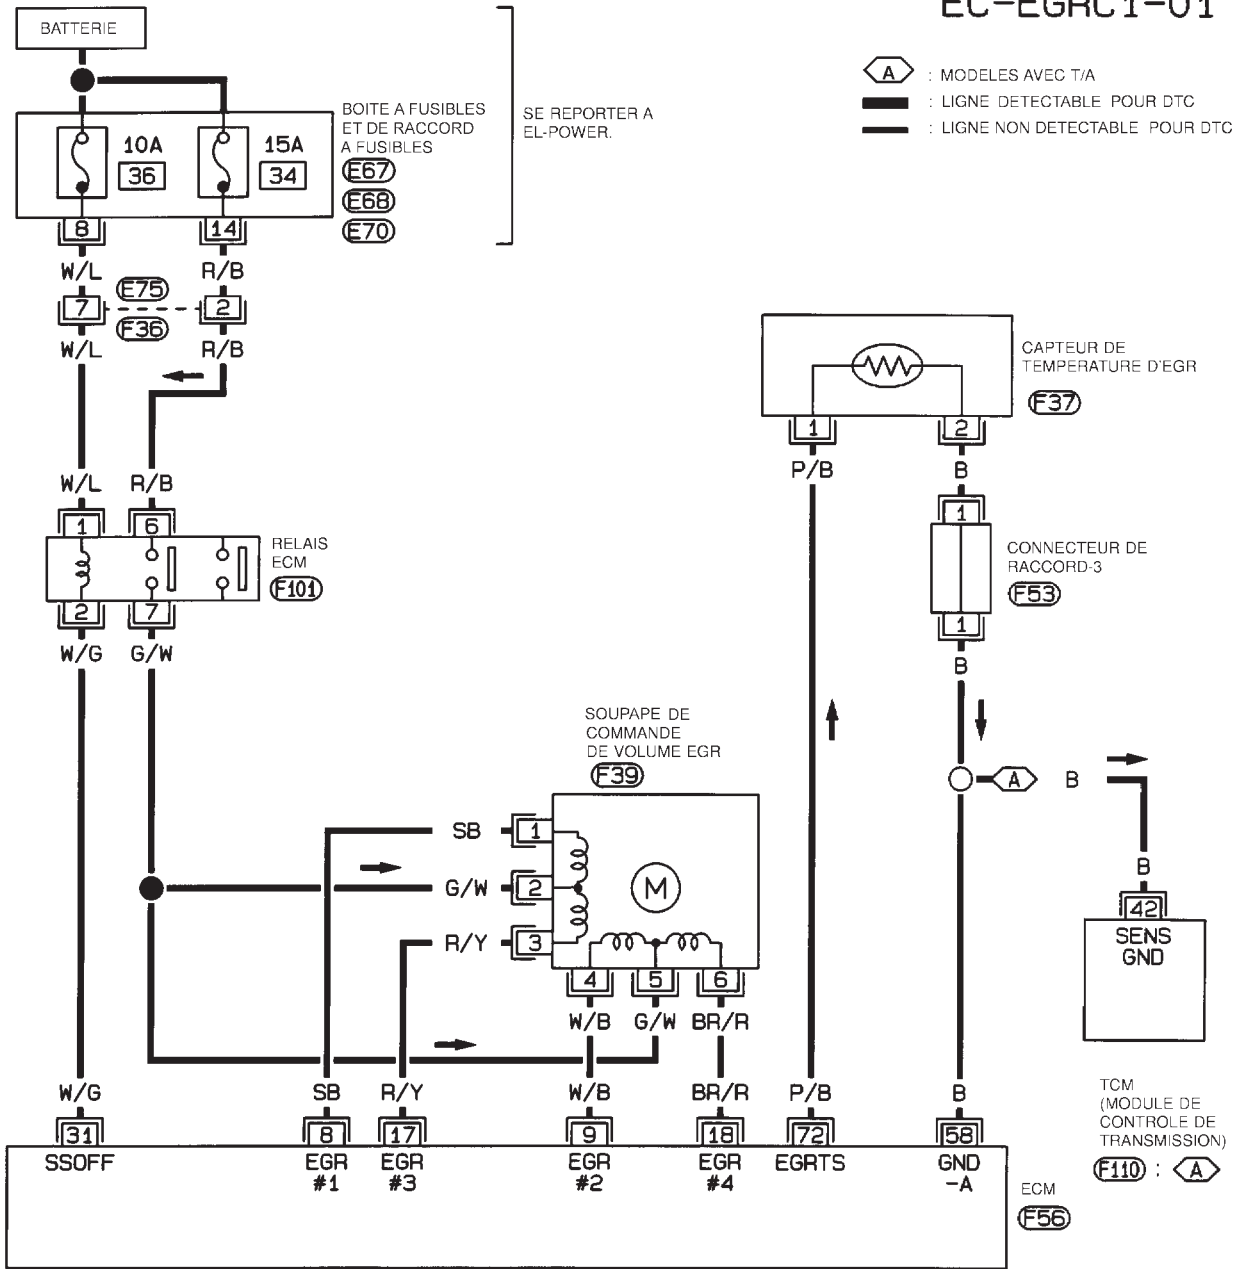 EC-EGRC1-01
BATTERIE
A : MODELES AVEC T/A
: LIGNE DETECTABLE POUR DTC
: LIGNE NON DETECTABLE POUR DTC
BOITE A FUSIBLES
ET DE RACCORD
A FUSIBLES
E67
E68
E70
SE REPORTER A
EL-POWER.
10A
36
15A
34
8
14
W/L
R/B
E75
7
2
F36
W/L
R/B
CAPTEUR DE
TEMPERATURE D'EGR
F37
1
2
P/B
B
W/L
R/B
1
6
RELAIS
ECM
F101
2
7
W/G
G/W
1
CONNECTEUR DE
RACCORD-3
F53
1
B
SOUPAPE DE
COMMANDE
DE VOLUME EGR
F39
A
B
SB
1
G/W
2
M
R/Y
3
B
42
SENS
GND
4
5
6
W/B
G/W
BR/R
W/G
SB
R/Y
W/B
BR/R
P/B
B
TCM
(MODULE DE
CONTROLE DE
TRANSMISSION)
F110 : A
31
8
17
9
18
72
58
SSOFF
EGR
#1
EGR
#3
EGR
#2
EGR
#4
EGRTS
GND
-A
ECM
F56